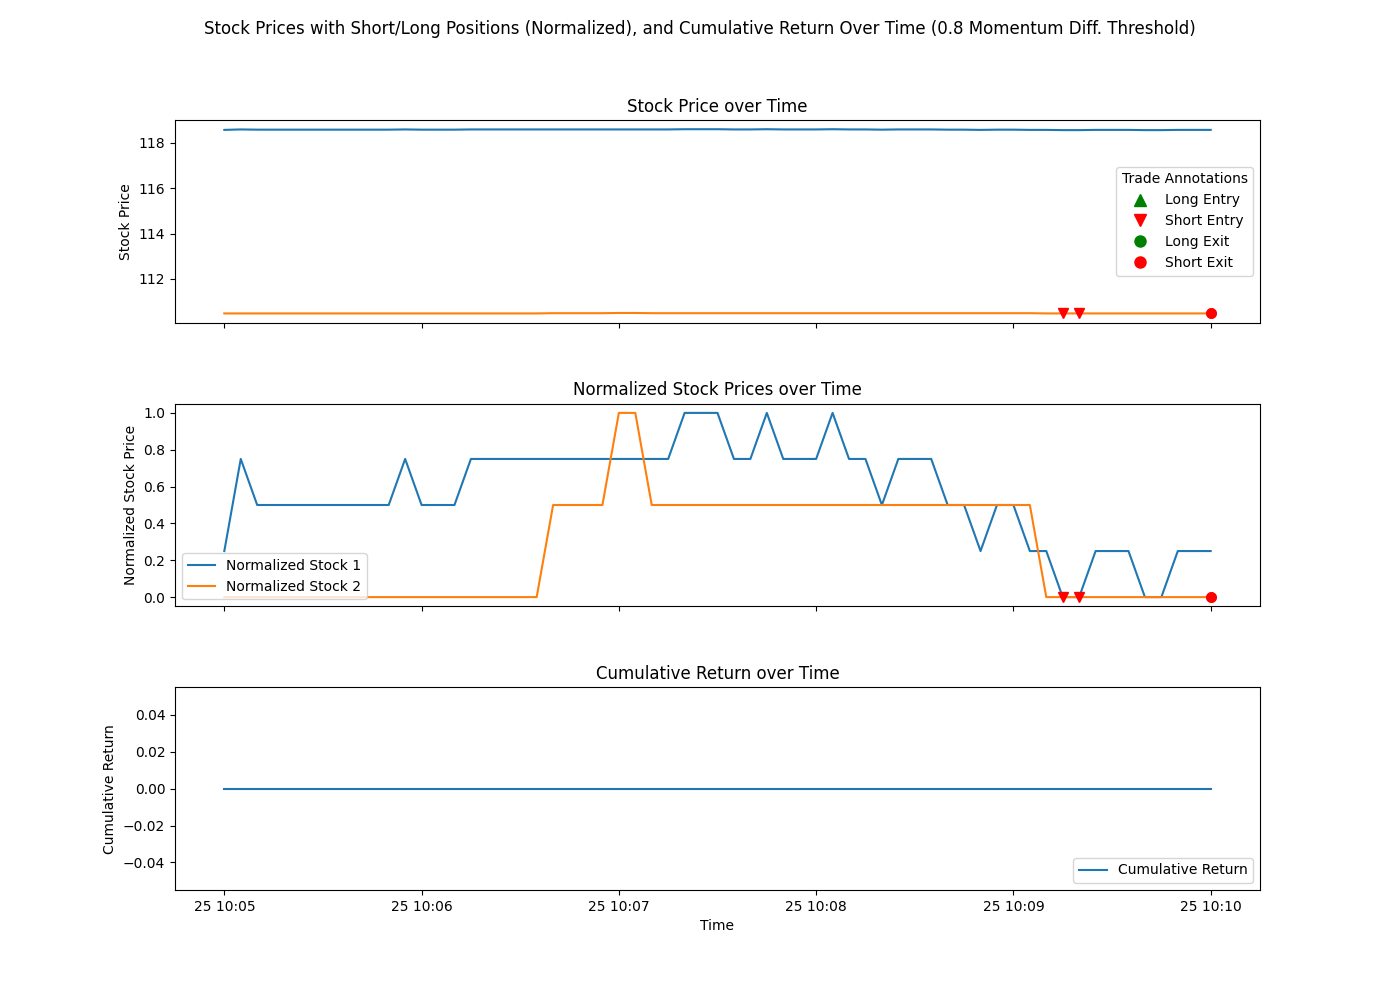 Stock Prices with Short/Long Positions (Normalized), and Cumulative Return Over Time (0.8 Momentum Diff. Threshold)
Stock Price over Time
Stock Price
118
116
114
112
Trade Annotations
Long Entry
Short Entry
Long Exit
Short Exit
Normalized Stock Prices over Time
Normalized Stock Price
1.0
0.8
0.6
0.4
0.2
0.0
Normalized Stock 1
Normalized Stock 2
Cumulative Return over Time
Cumulative Return
0.04
0.02
0.00
−0.02
−0.04
Cumulative Return
25 10:05
25 10:06
25 10:07
25 10:08
25 10:09
25 10:10
Time